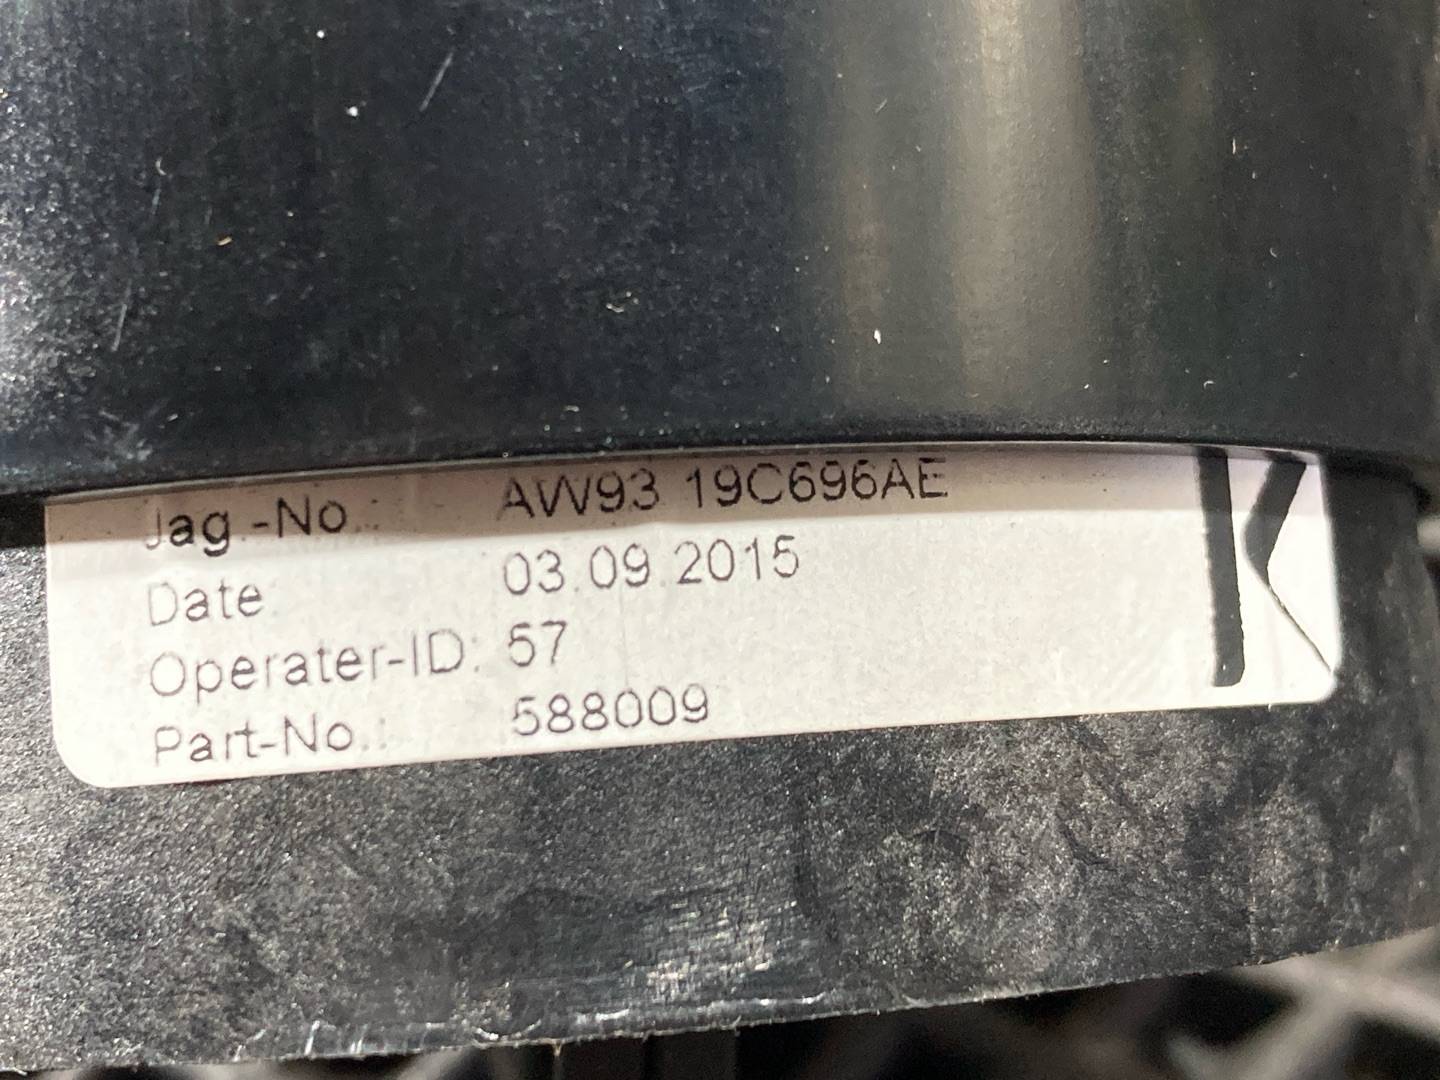 Jag.-No.: AW93 19C696AE
Date: 03.09.2015
Operater-ID: 57
Part-No.: 588009
K